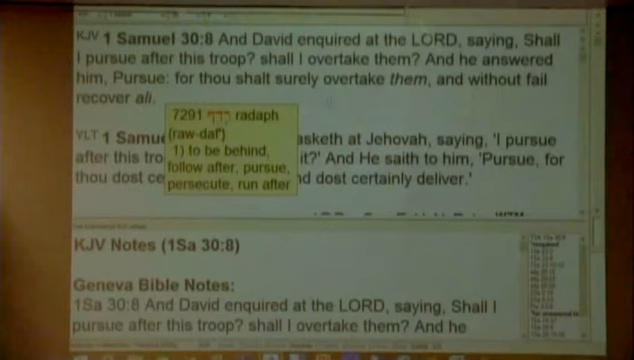 KJV 1 Samuel 30:8 And David enquired at the LORD, saying, Shall
I pursue after this troop? shall I overtake them? And he answered
him, Pursue: for thou shalt surely overtake them, and without fail
recover all.
7291 רָדַף radaph
(raw-daf')
1) to be behind,
follow after, pursue,
persecute, run after
YLT 1 Samue asketh at Jehovah, saying, 'I pursue
after this tro it?' And He saith to him, 'Pursue, for
thou dost ce nd dost certainly deliver.'
KJV Notes (1Sa 30:8)
Geneva Bible Notes:
1Sa 30:8 And David enquired at the LORD, saying, Shall I
pursue after this troop? shall I overtake them? And he